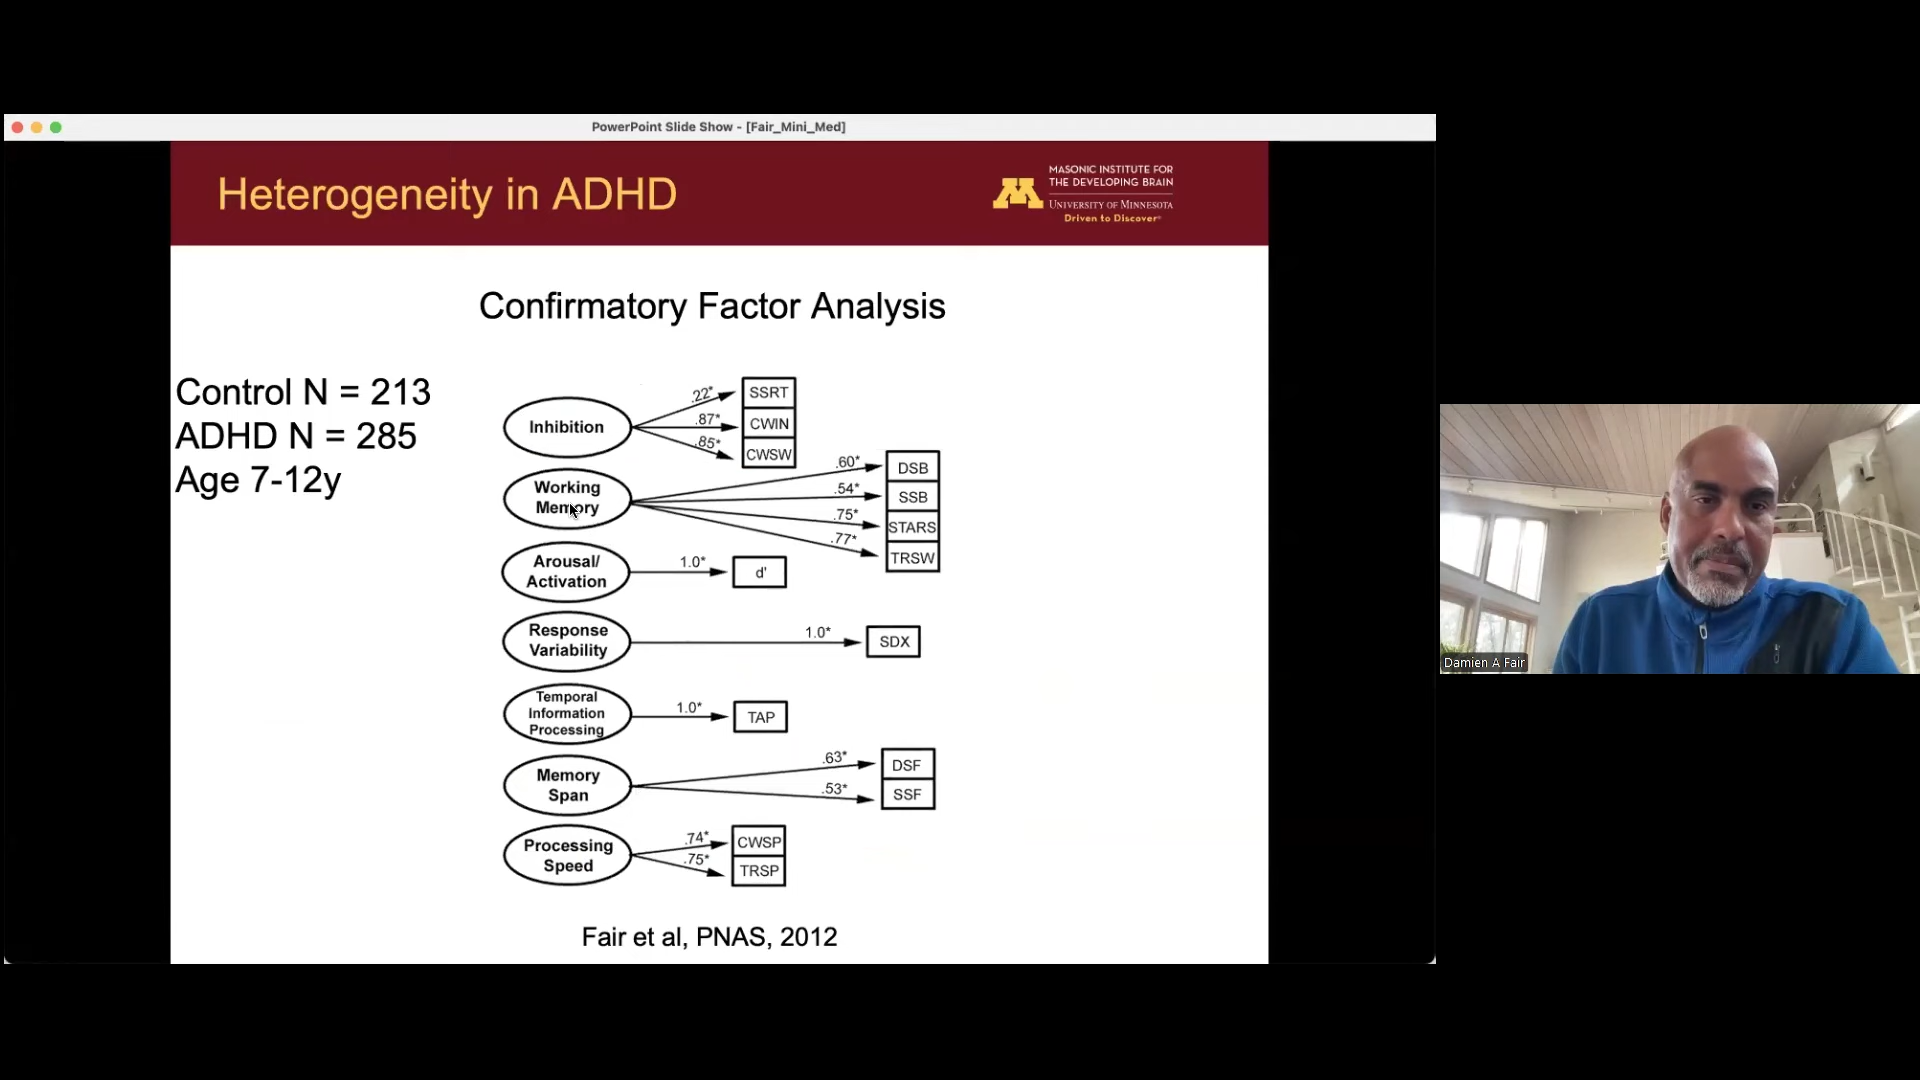 PowerPoint Slide Show - [Fair_Mini_Med]
Heterogeneity in ADHD
MASONIC INSTITUTE FOR
THE DEVELOPING BRAIN
UNIVERSITY OF MINNESOTA
Driven to Discover®
Confirmatory Factor Analysis
Control N = 213
ADHD N = 285
Age 7-12y
Inhibition
.22*
.87*
.85*
SSRT
CWIN
CWSW
Working
Memory
.60*
.54*
.75*
.77*
DSB
SSB
STARS
TRSW
Arousal/
Activation
1.0*
d'
Response
Variability
1.0*
SDX
Temporal
Information
Processing
1.0*
TAP
Memory
Span
.63*
.53*
DSF
SSF
Processing
Speed
.74*
.75*
CWSP
TRSP
Fair et al, PNAS, 2012
Damien A Fair